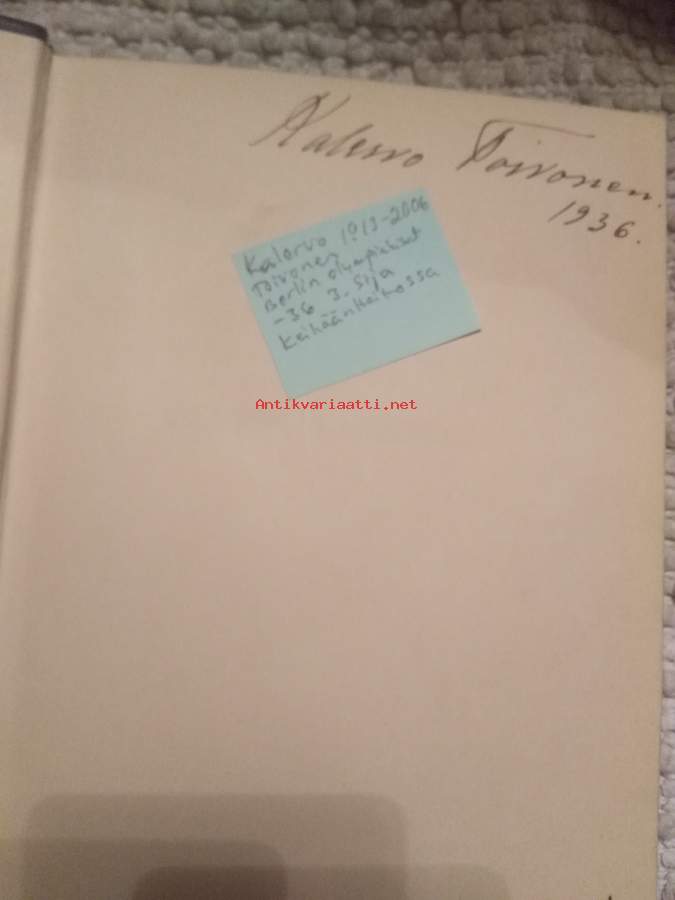 Kalervo Toivonen.
1936.
Kalervo 1913-2006
Toivonen
Berlin olympialaiset
-36 3. sija
keihäänheitossa
Antikvariaatti.net